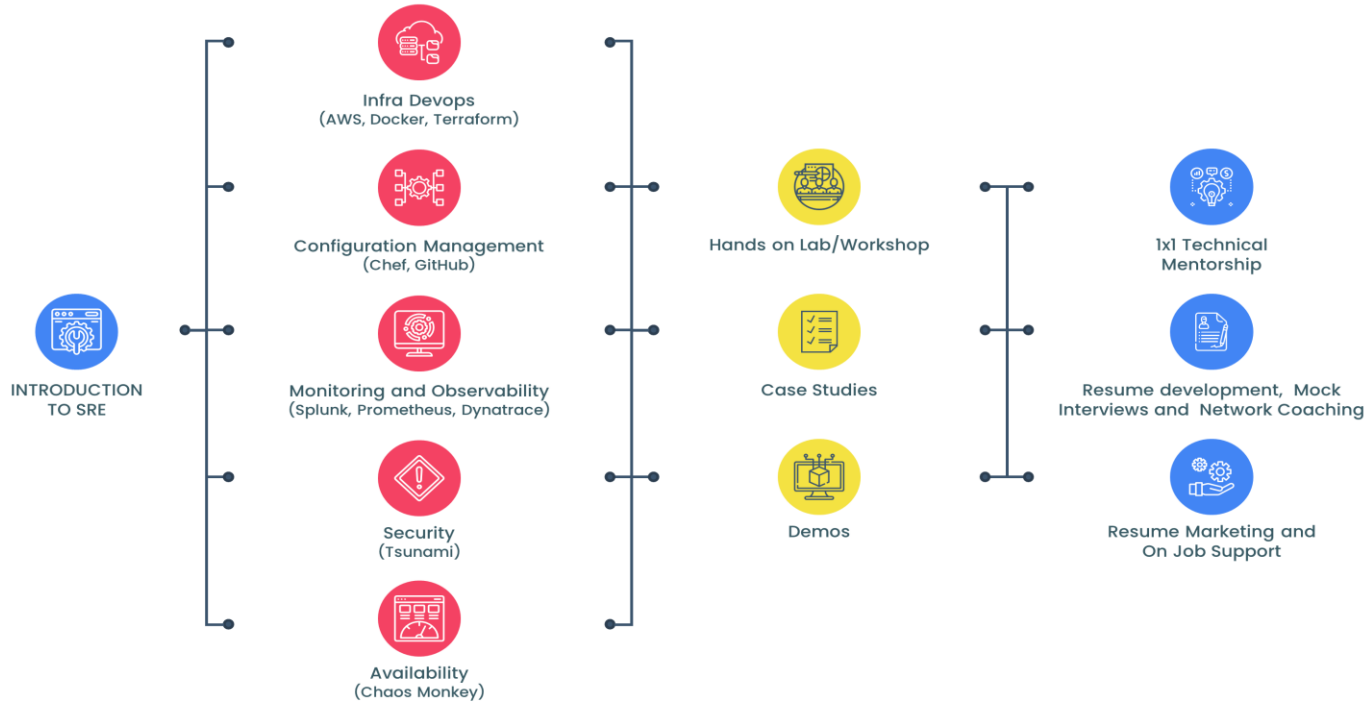 INTRODUCTION
TO SRE
Infra Devops
(AWS, Docker, Terraform)
Configuration Management
(Chef, GitHub)
Monitoring and Observability
(Splunk, Prometheus, Dynatrace)
Security
(Tsunami)
Availability
(Chaos Monkey)
Hands on Lab/Workshop
Case Studies
Demos
1x1 Technical
Mentorship
Resume development, Mock
Interviews and Network Coaching
Resume Marketing and
On Job Support